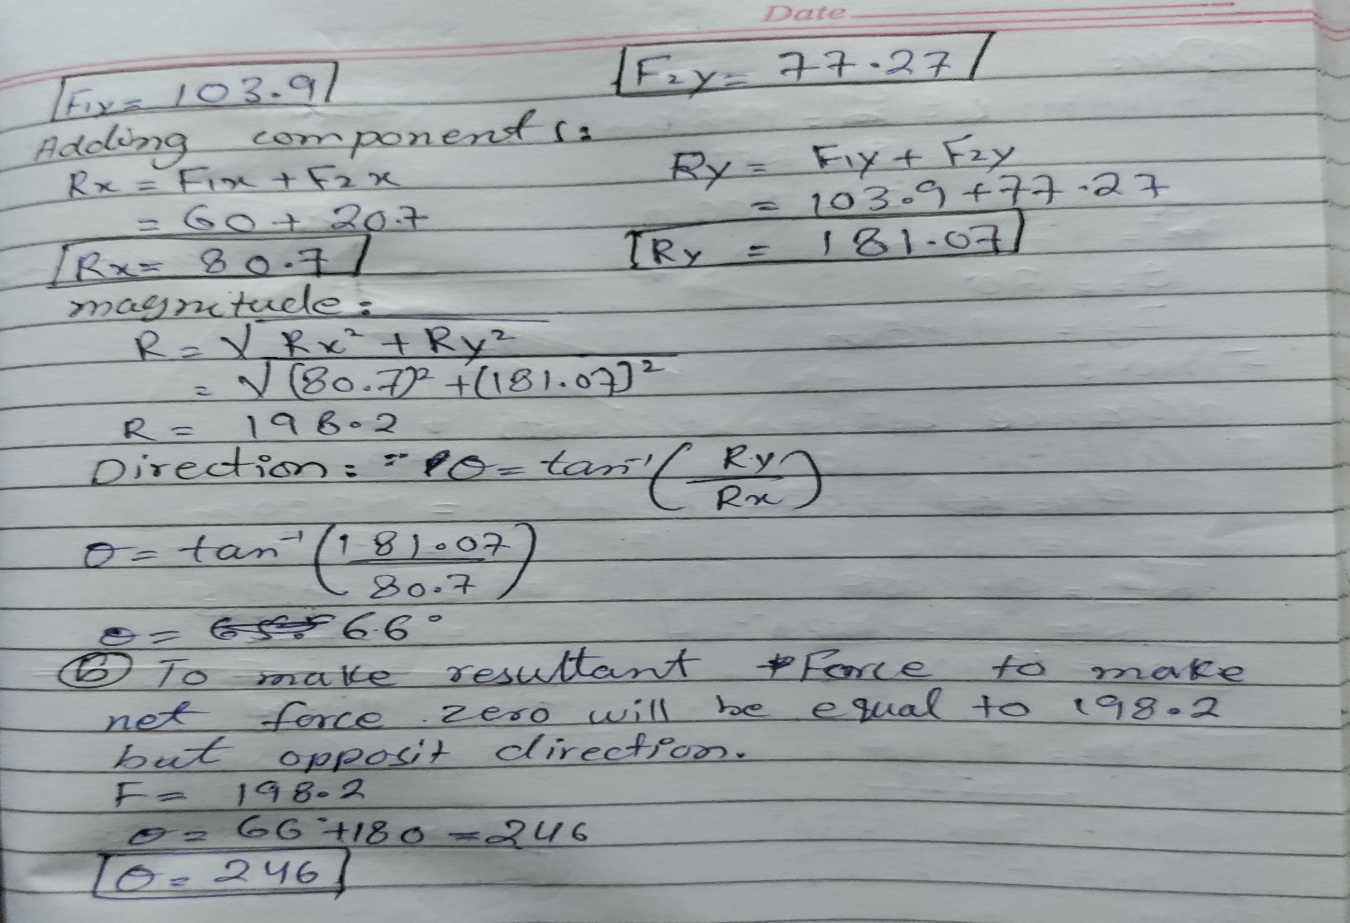 Date
F1y = 103.9 F2y = 77.27
Adding components:
Rx = F1x + F2x Ry = F1y + F2y
= 60 + 20.7 = 103.9 + 77.27
Rx = 80.7 Ry = 181.07
magnitude:
R = √Rx² + Ry²
= √(80.7)² + (181.07)²
R = 198.2
Direction: θ = tan⁻¹(Ry/Rx)
θ = tan⁻¹(181.07/80.7)
θ = 66°
(b) To make resultant Force to make
net force zero will be equal to 198.2
but opposit direction.
F = 198.2
θ = 66° + 180 = 246
θ = 246